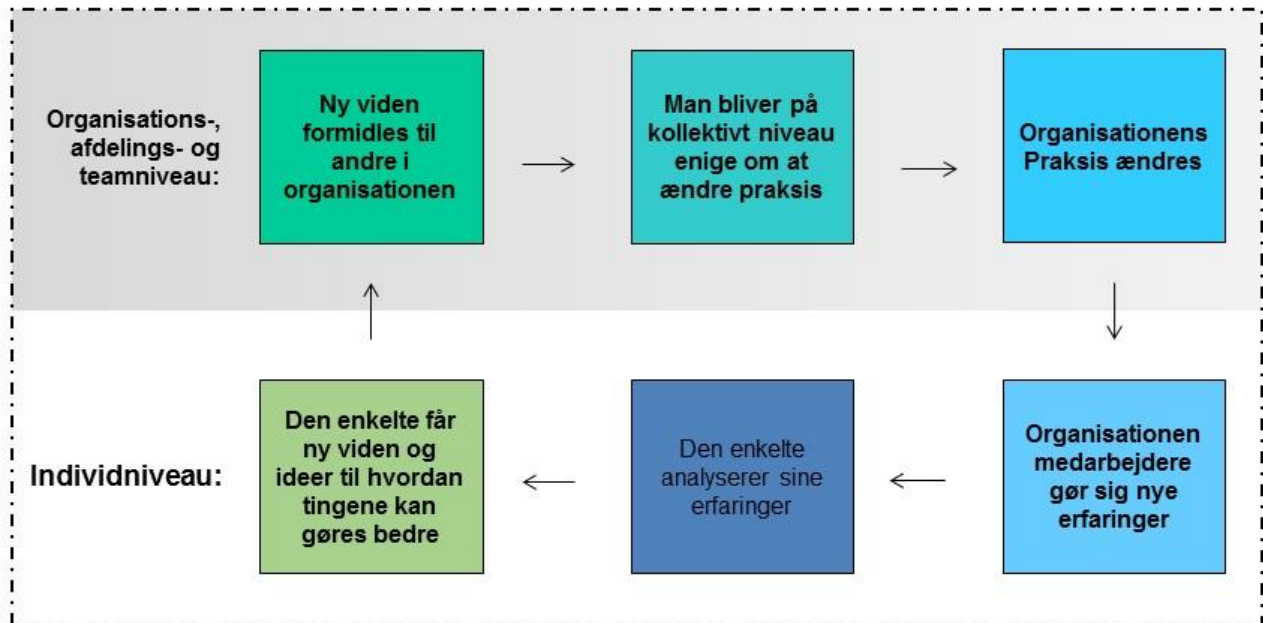 Organisations-,
afdelings- og
teamniveau:
Ny viden
formidles til
andre i
organisationen
Man bliver på
kollektivt niveau
enige om at
ændre praksis
Organisationens
Praksis ændres
Individniveau:
Den enkelte får
ny viden og
ideer til hvordan
tingene kan
gøres bedre
Den enkelte
analyserer sine
erfaringer
Organisationen
medarbejdere
gør sig nye
erfaringer